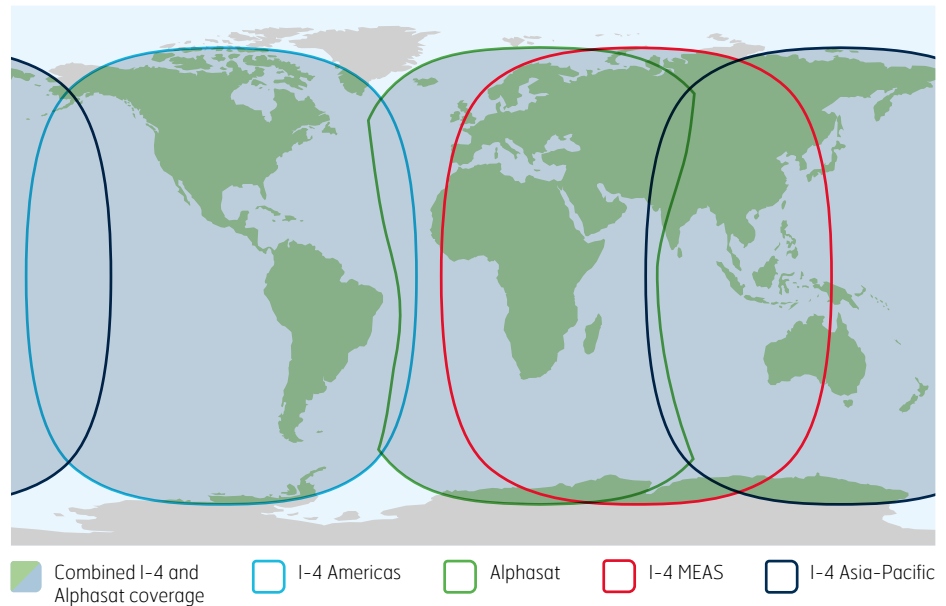 Combined I-4 and
Alphasat coverage
I-4 Americas
Alphasat
I-4 MEAS
I-4 Asia-Pacific